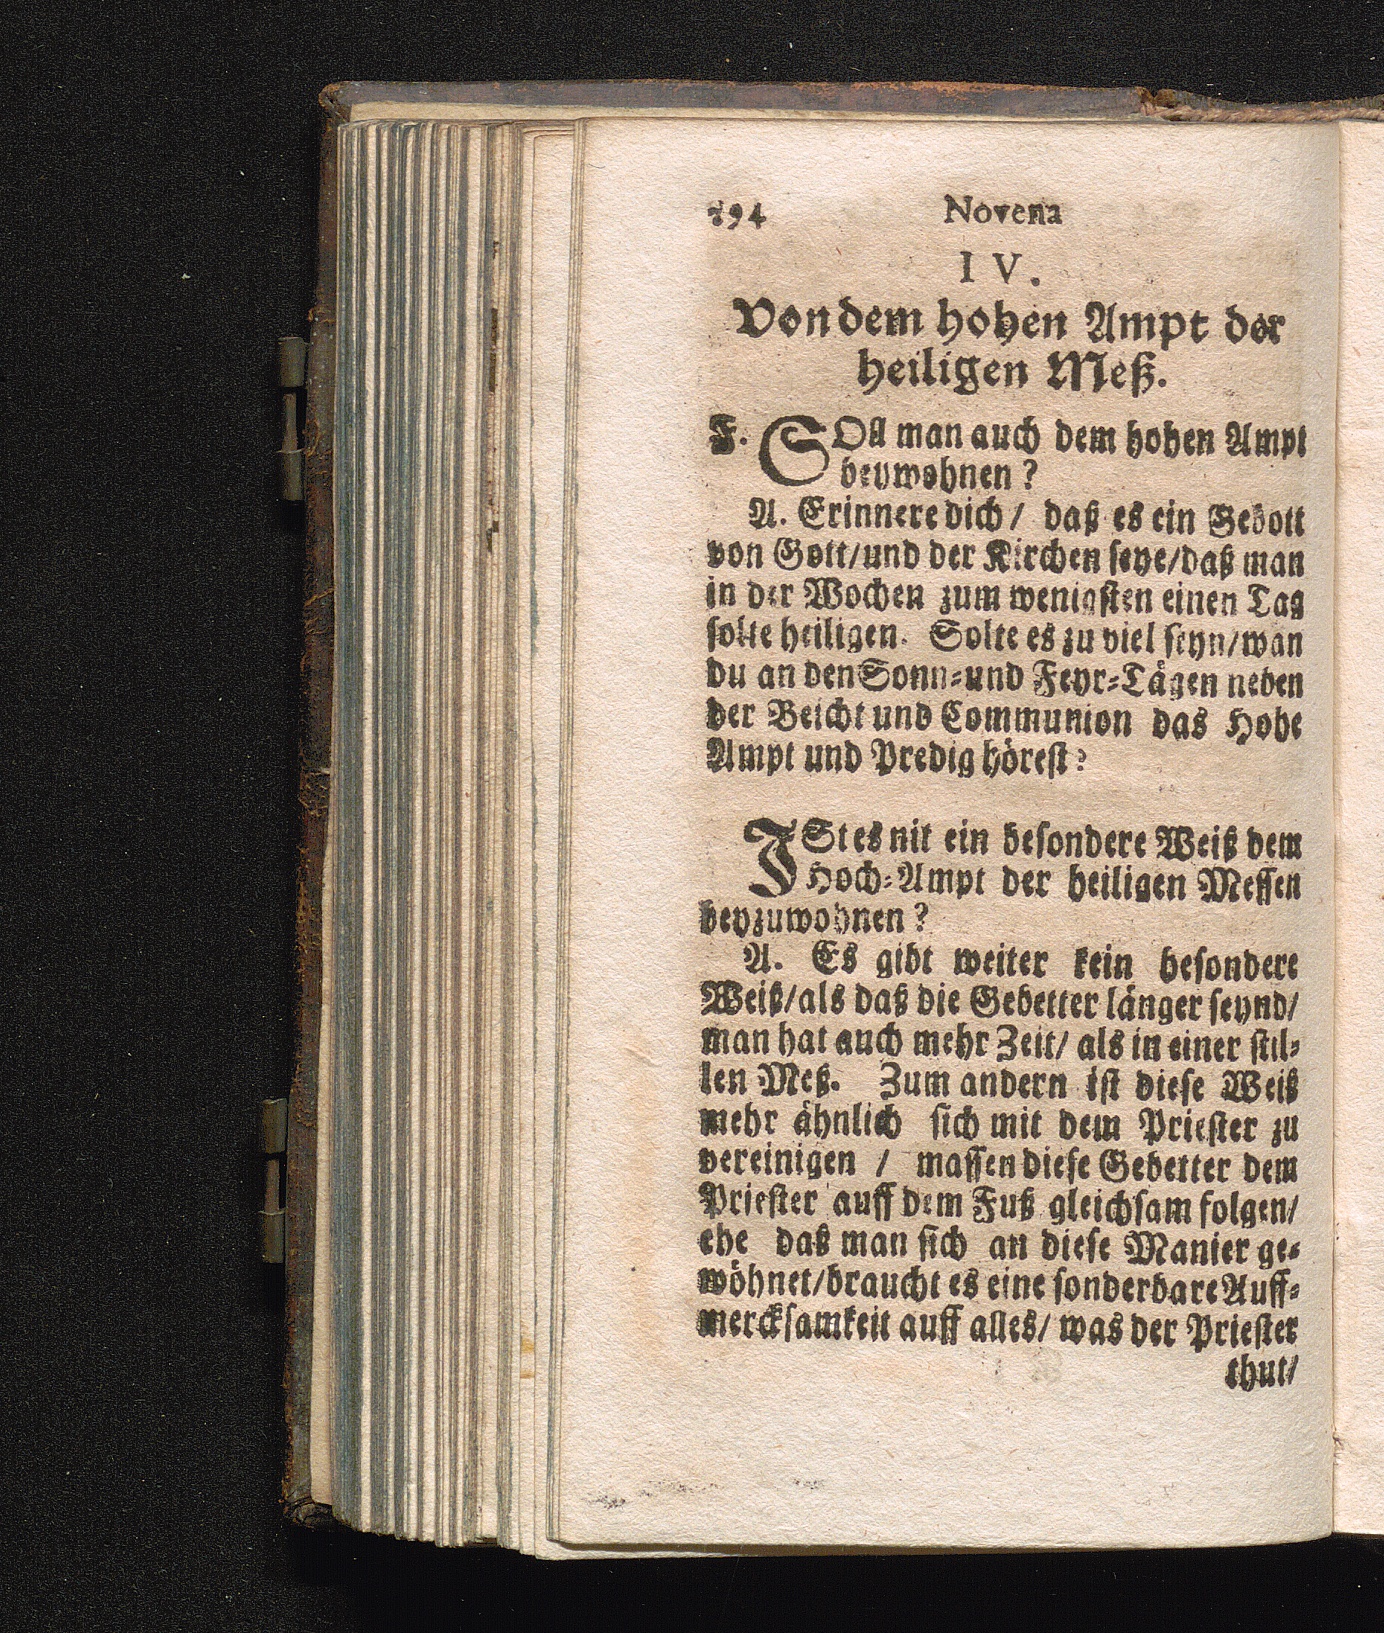 294 Novena
IV.
Von dem hohen Ampt der
heiligen Meß.
F. SOll man auch dem hohen Ampt
beywohnen?
A. Erinnere dich / daß es ein Gebott
von Gott/und der Kirchen seye/daß man
in der Wochen zum wenigsten einen Tag
solte heiligen. Solte es zu viel seyn/wan
du an den Sonn-und Feyr-Tägen neben
der Beicht und Communion das Hohe
Ampt und Predig hörest?
ISt es nit ein besondere Weiß dem
Hoch-Ampt der heiligen Messen
beyzuwohnen?
A. Es gibt weiter kein besondere
Weiß/als daß die Gebetter länger seynd/
man hat auch mehr Zeit/ als in einer stil-
len Meß. Zum andern ist diese Weiß
mehr ähnlich sich mit dem Priester zu
vereinigen / massen diese Gebetter dem
Priester auff dem Fuß gleichsam folgen/
ehe daß man sich an diese Manier ge-
wöhnet/braucht es eine sonderbare Auff-
mercksamkeit auff alles/ was der Priester
thut/